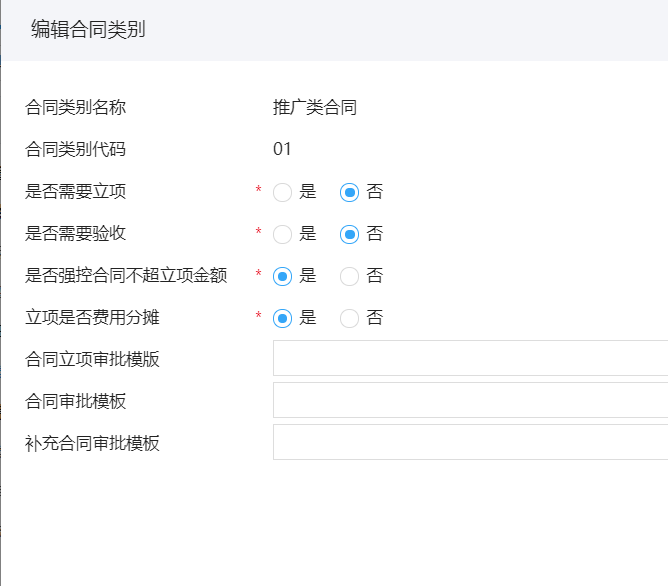 编辑合同类别
合同类别名称 推广类合同
合同类别代码 01
是否需要立项 * 是 否
是否需要验收 * 是 否
是否强控合同不超立项金额 * 是 否
立项是否费用分摊 * 是 否
合同立项审批模版
合同审批模板
补充合同审批模板